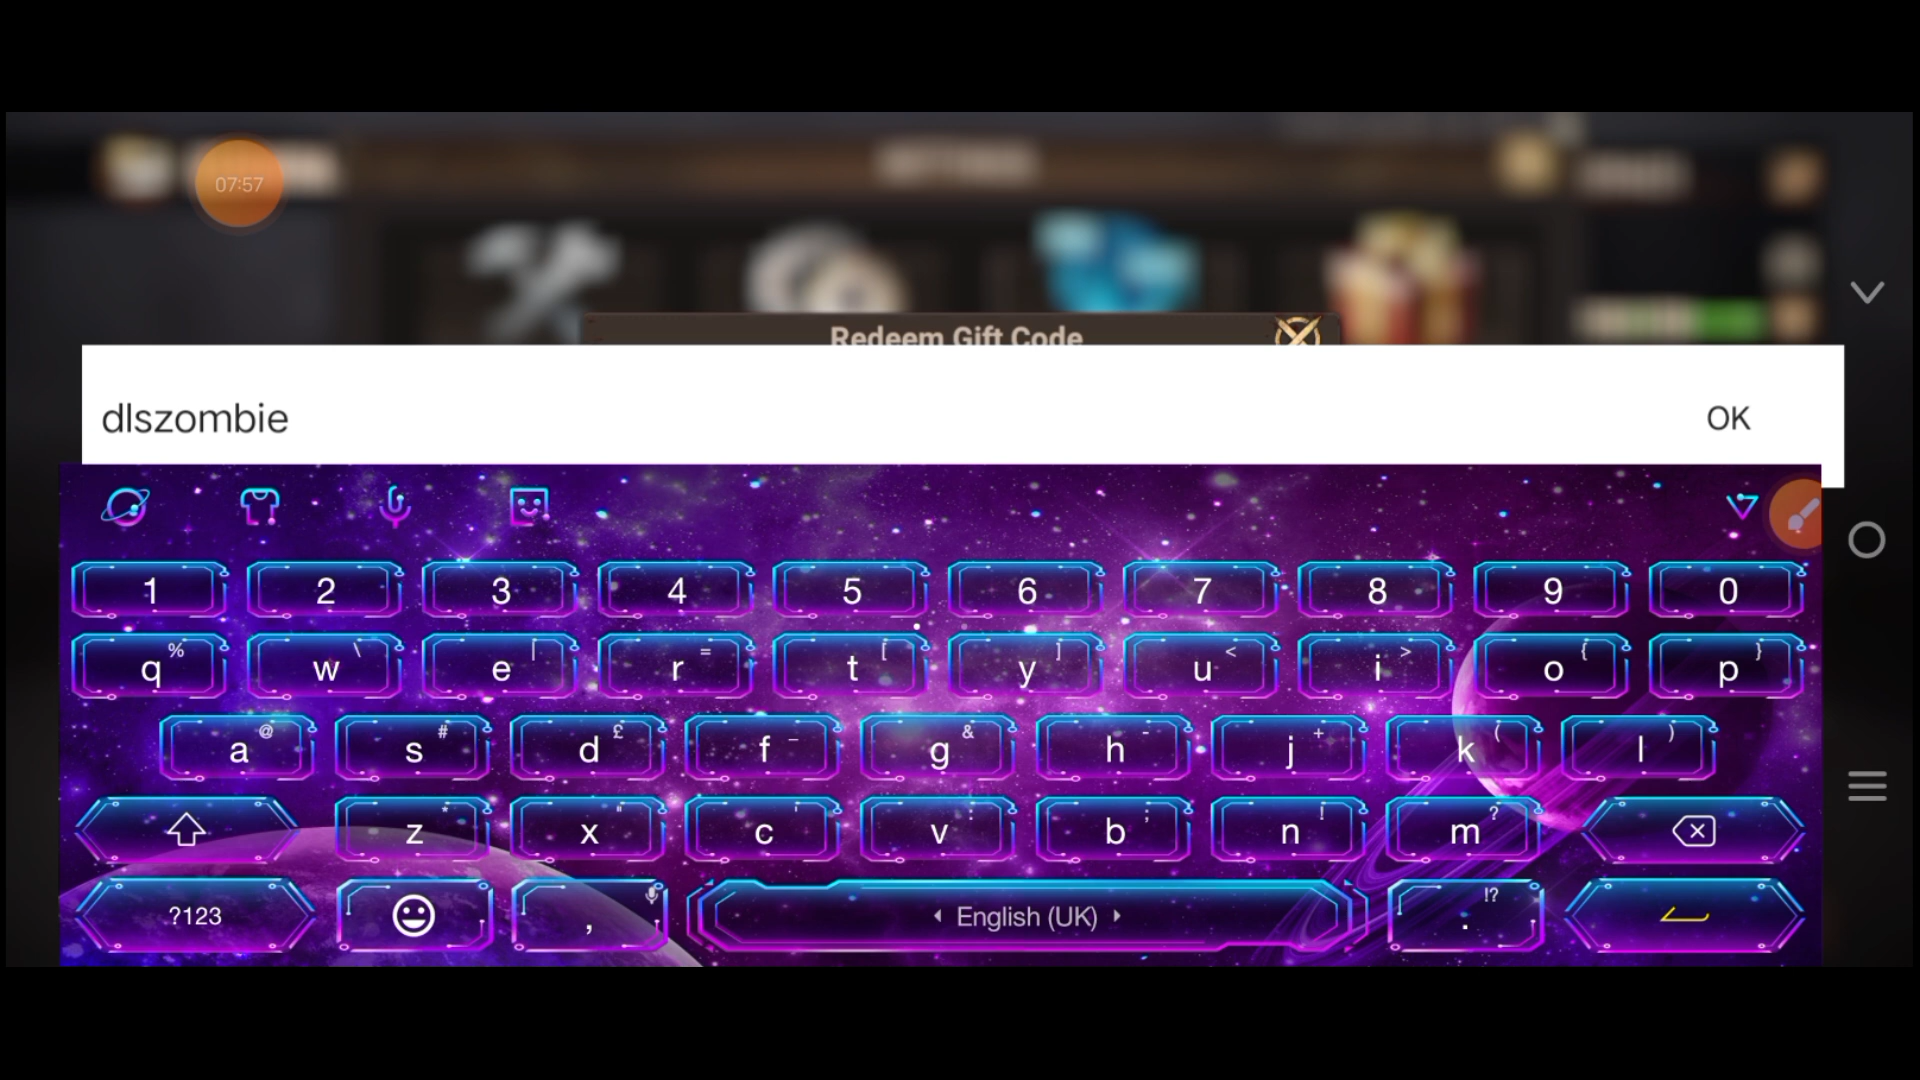 07:57
Redeem Gift Code
dlszombie
OK
1 2 3 4 5 6 7 8 9 0
q % w \ e | r = t [ y ] u < i > o { p }
a @ s # d £ f _ g & h - j + k ( l )
z * x " c ' v : b ; n ! m ?
?123 , English (UK) . !?